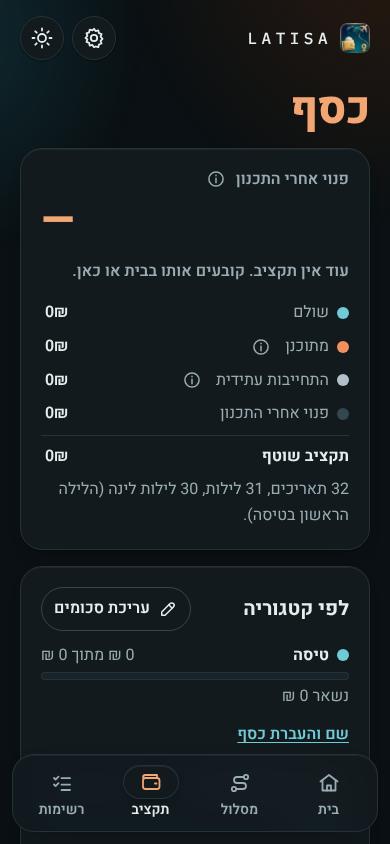 LATISA
כסף
פנוי אחרי התכנון
—
עוד אין תקציב. קובעים אותו בבית או כאן.
שולם 0₪
מתוכנן 0₪
התחייבות עתידית 0₪
פנוי אחרי התכנון 0₪
תקציב שוטף 0₪
32 תאריכים, 31 לילות, 30 לילות לינה (הלילה
הראשון בטיסה).
לפי קטגוריה
עריכת סכומים
טיסה 0 ₪ מתוך 0 ₪
נשאר 0 ₪
שם והעברת כסף
בית
מסלול
תקציב
רשימות